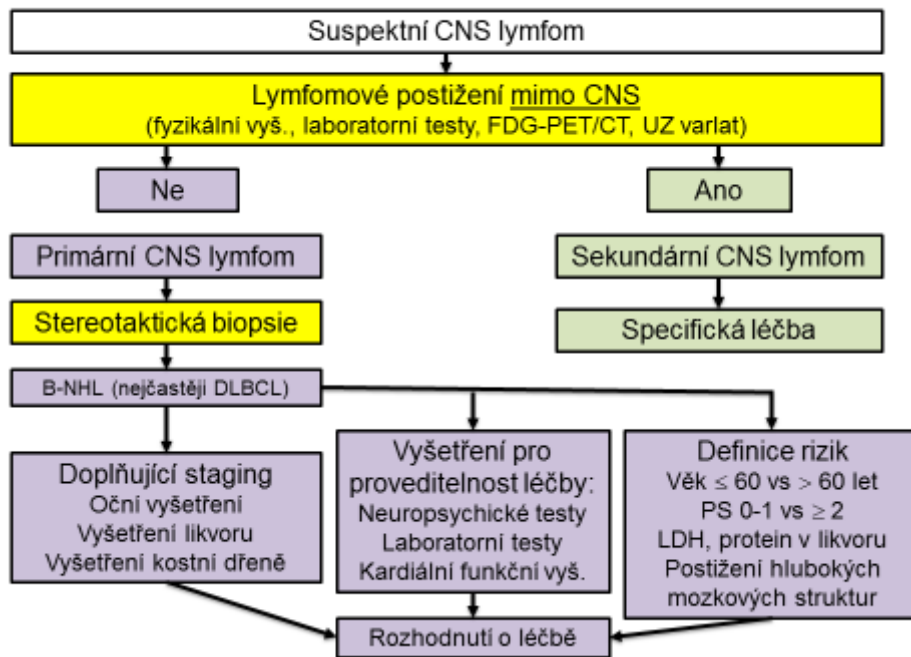 Suspektní CNS lymfom
Lymfomové postižení mimo CNS
(fyzikální vyš., laboratorní testy, FDG-PET/CT, UZ varlat)
Ne
Ano
Primární CNS lymfom
Sekundární CNS lymfom
Stereotaktická biopsie
Specifická léčba
B-NHL (nejčastěji DLBCL)
Doplňující staging
Oční vyšetření
Vyšetření likvoru
Vyšetření kostní dřeně
Vyšetření pro
proveditelnost léčby:
Neuropsychické testy
Laboratorní testy
Kardiální funkční vyš.
Definice rizik
Věk ≤ 60 vs > 60 let
PS 0-1 vs ≥ 2
LDH, protein v likvoru
Postižení hlubokých
mozkových struktur
Rozhodnutí o léčbě